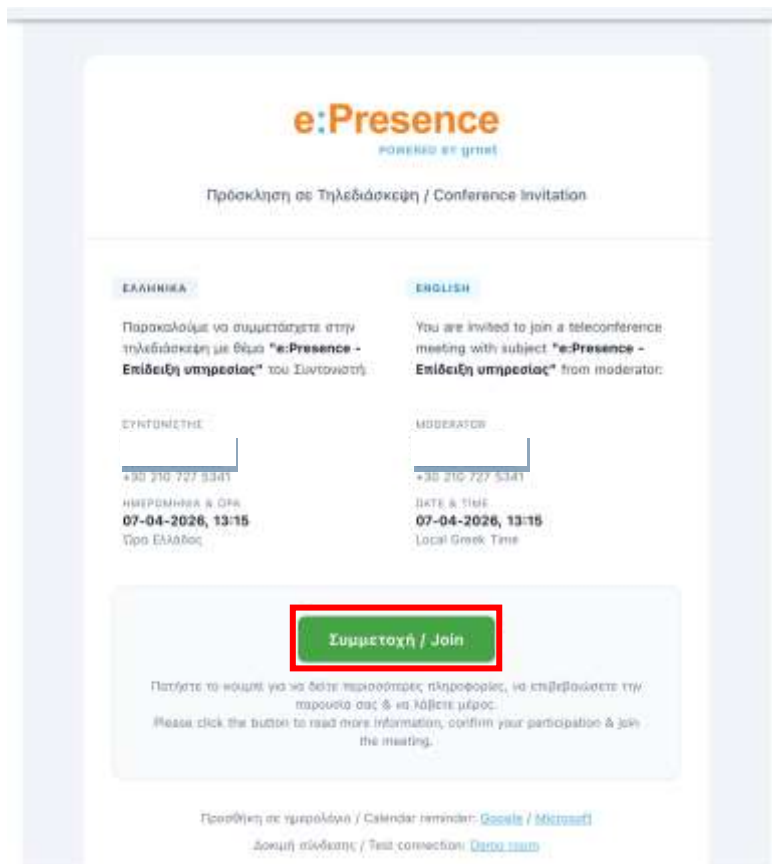 e:Presence
POWERED BY grnet
Πρόσκληση σε Τηλεδιάσκεψη / Conference Invitation
ΕΛΛΗΝΙΚΑ
Παρακαλούμε να συμμετάσχετε στην
τηλεδιάσκεψη με θέμα "e:Presence -
Επίδειξη υπηρεσίας" του Συντονιστή:
ΣΥΝΤΟΝΙΣΤΗΣ
+30 210 727 5341
ΗΜΕΡΟΜΗΝΙΑ & ΩΡΑ
07-04-2026, 13:15
Ώρα Ελλάδος
ENGLISH
You are invited to join a teleconference
meeting with subject "e:Presence -
Επίδειξη υπηρεσίας" from moderator:
MODERATOR
+30 210 727 5341
DATE & TIME
07-04-2026, 13:15
Local Greek Time
Συμμετοχή / Join
Πατήστε το κουμπί για να δείτε περισσότερες πληροφορίες, να επιβεβαιώσετε την
παρουσία σας & να λάβετε μέρος.
Please click the button to read more information, confirm your participation & join
the meeting.
Προσθήκη σε ημερολόγιο / Calendar reminder: Google / Microsoft
Δοκιμή σύνδεσης / Test connection: Demo room